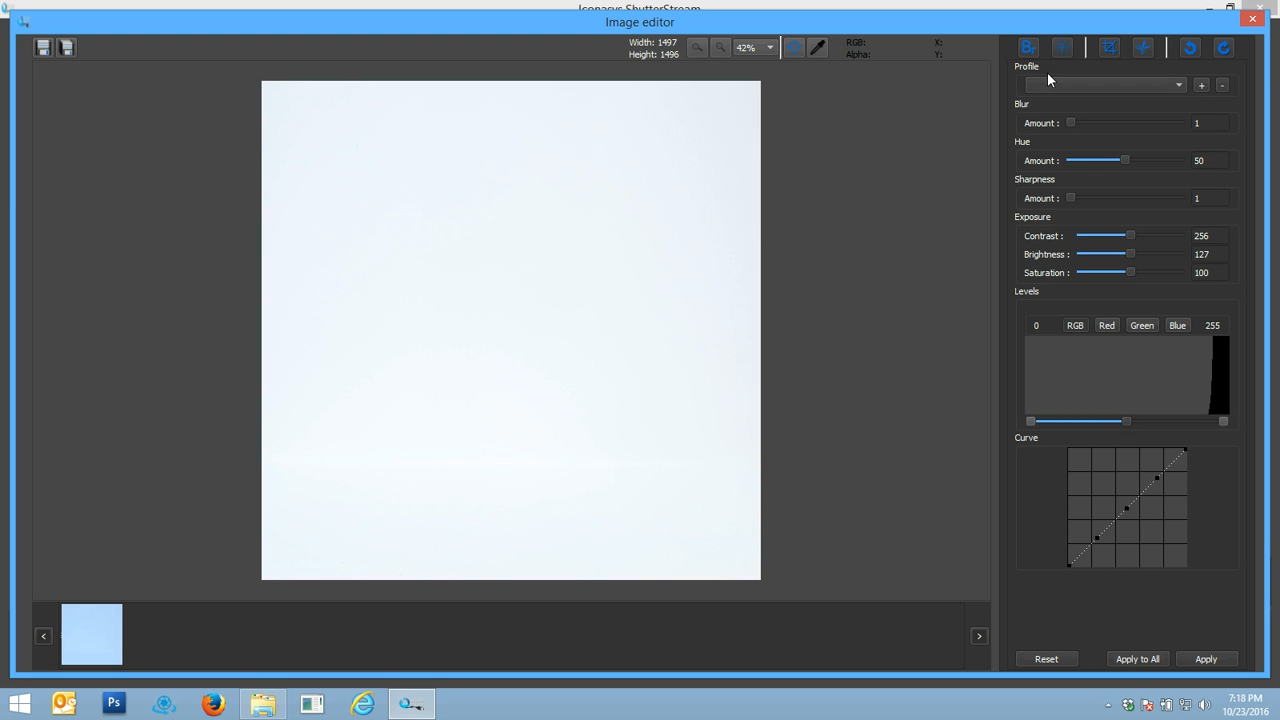 Iconasys ShutterStream
Image editor
Width: 1497
Height: 1496
42%
RGB:
Alpha:
X:
Y:
Br
Profile
+
-
Blur
Amount :
1
Hue
Amount :
50
Sharpness
Amount :
1
Exposure
Contrast :
256
Brightness :
127
Saturation :
100
Levels
0
RGB
Red
Green
Blue
255
Curve
<
>
Reset
Apply to All
Apply
Ps
7:18 PM
10/23/2016